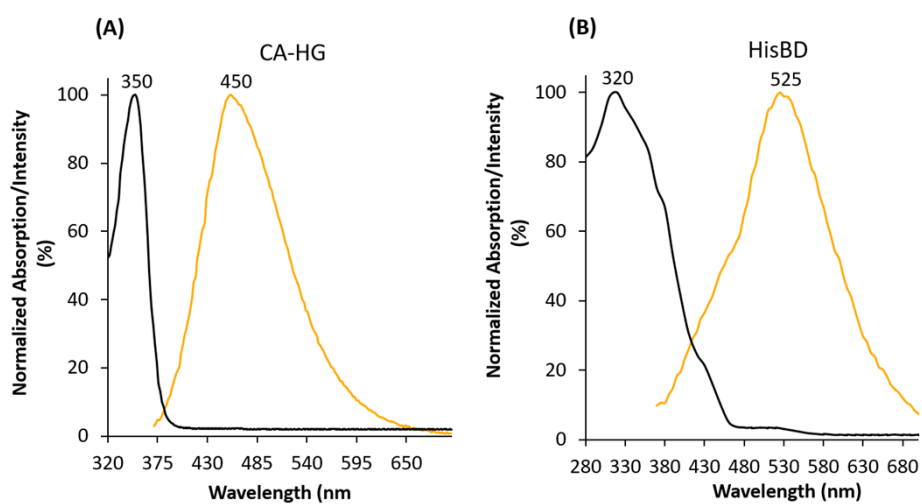 (A)
CA-HG
350 450
Normalized Absorption/Intensity
(%)
100
80
60
40
20
0
320 375 430 485 540 595 650
Wavelength (nm
(B)
HisBD
320 525
Normalized Absorption/Intensity
(%)
100
80
60
40
20
0
280 330 380 430 480 530 580 630 680
Wavelength (nm)